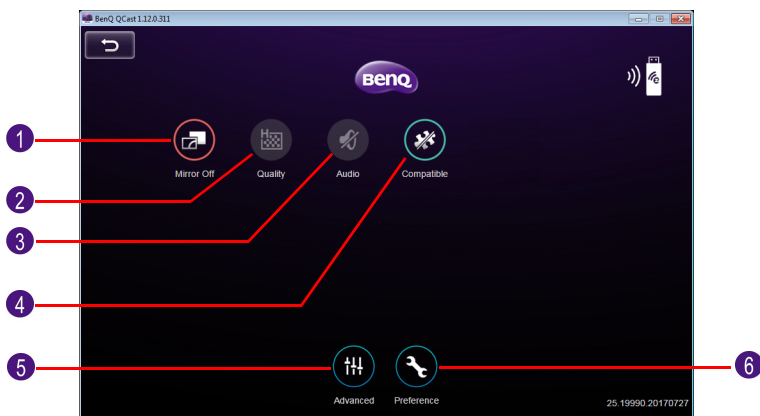 BenQ QCast 1.12.0.311
BenQ
e
H
1
Mirror Off
Quality
Audio
Compatible
2
3
4
5
6
Advanced
Preference
25.19990.20170727